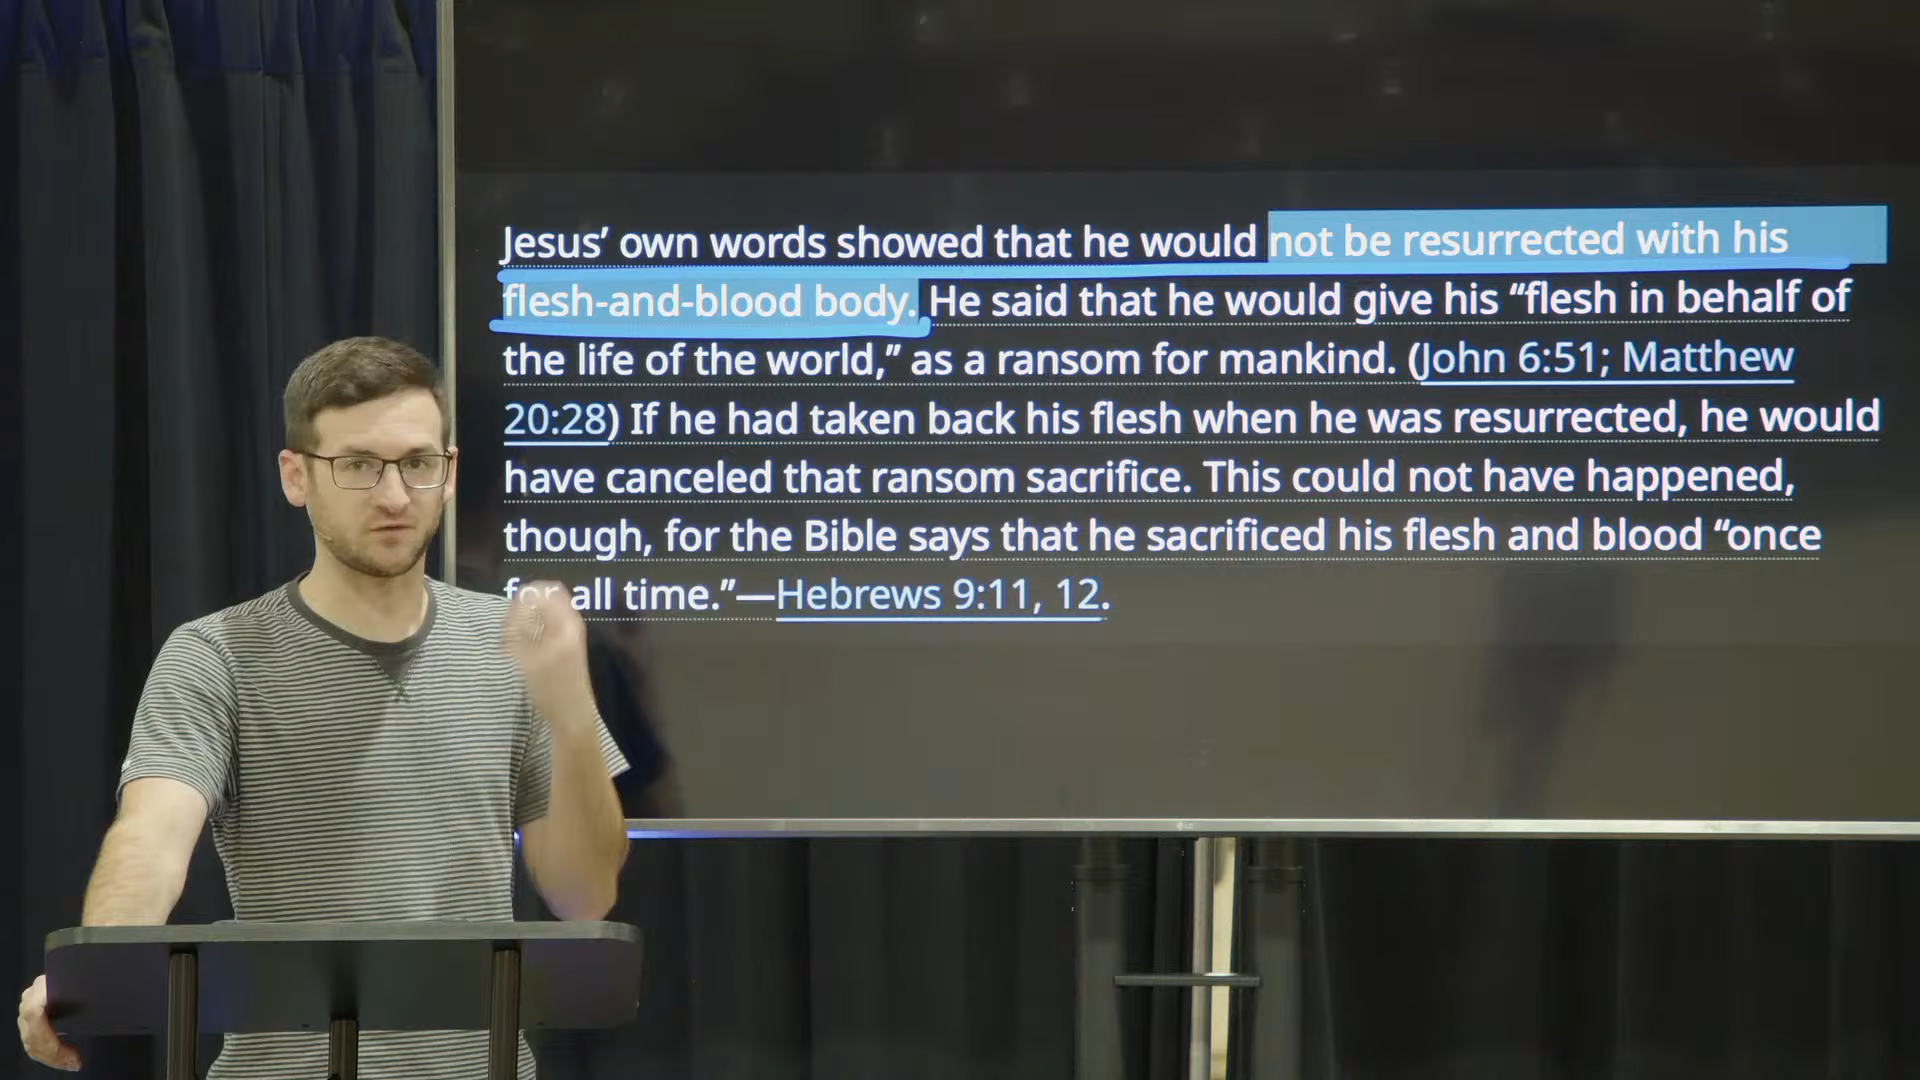 Jesus’ own words showed that he would not be resurrected with his
flesh-and-blood body. He said that he would give his “flesh in behalf of
the life of the world,” as a ransom for mankind. (John 6:51; Matthew
20:28) If he had taken back his flesh when he was resurrected, he would
have canceled that ransom sacrifice. This could not have happened,
though, for the Bible says that he sacrificed his flesh and blood “once
for all time.”—Hebrews 9:11, 12.
LG